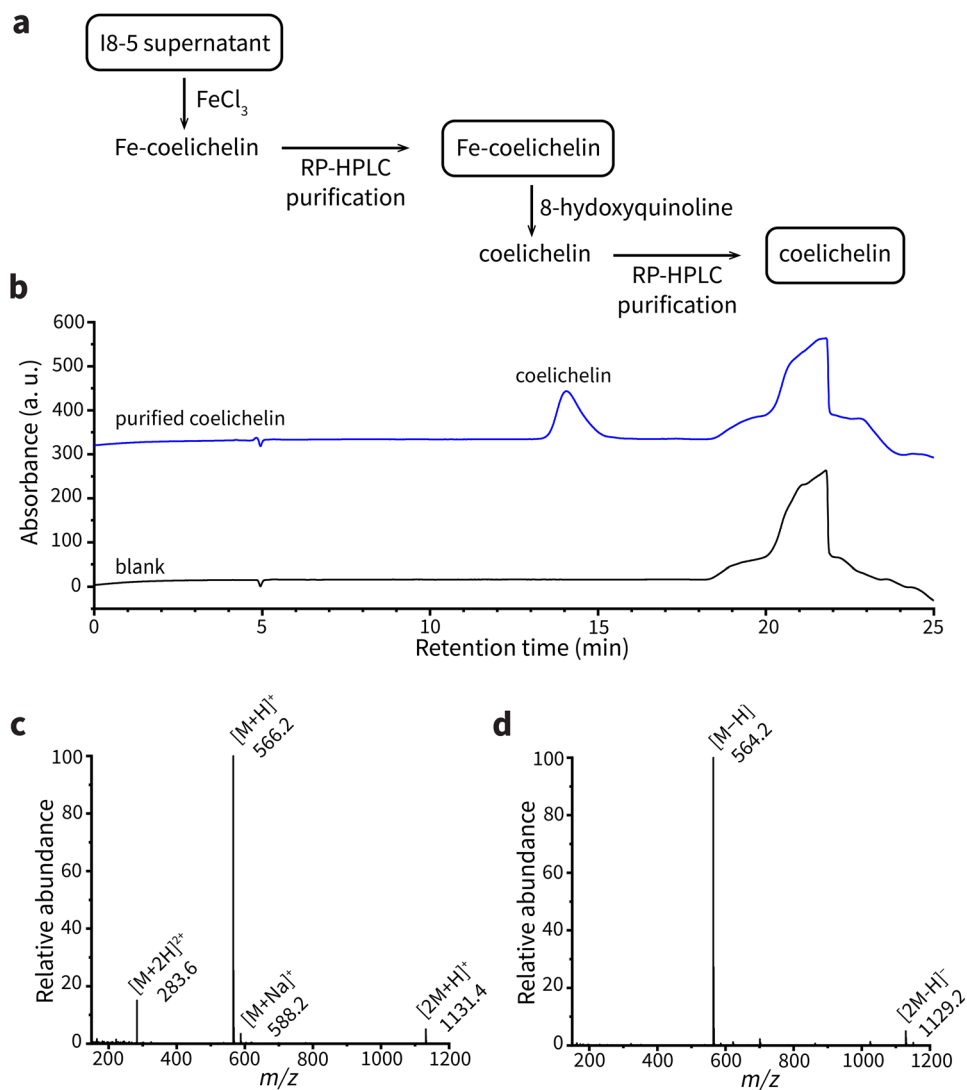 a
I8-5 supernatant
FeCl₃
Fe-coelichelin
RP-HPLC
purification
Fe-coelichelin
8-hydoxyquinoline
coelichelin
RP-HPLC
purification
coelichelin
b
600
500
400
300
200
100
0
Absorbance (a. u.)
purified coelichelin
coelichelin
blank
0 5 10 15 20 25
Retention time (min)
c
100
80
60
40
20
0
Relative abundance
[M+2H]²⁺
283.6
[M+H]⁺
566.2
[M+Na]⁺
588.2
[2M+H]⁺
1131.4
200 400 600 800 1000 1200
m/z
d
100
80
60
40
20
0
Relative abundance
[M−H]⁻
564.2
[2M-H]⁻
1129.2
200 400 600 800 1000 1200
m/z